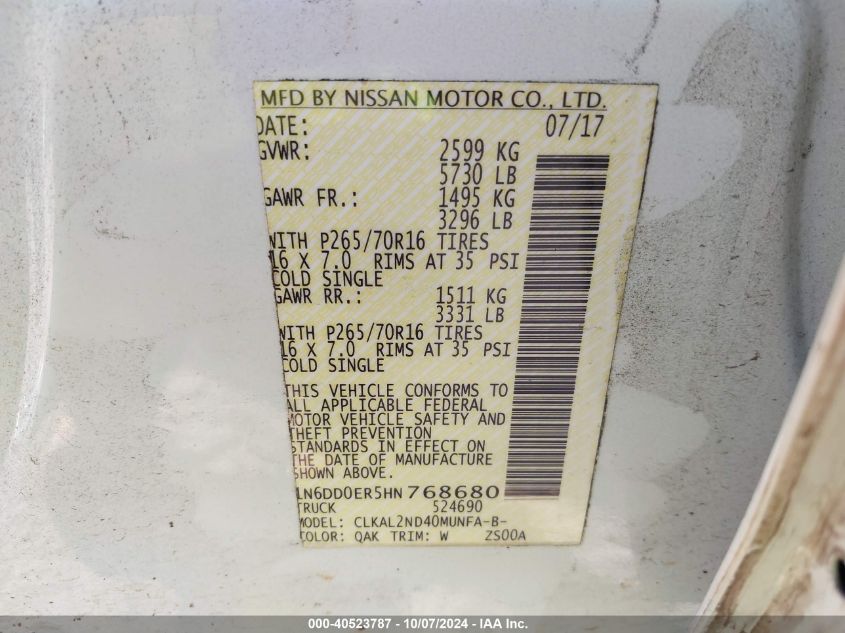 MFD BY NISSAN MOTOR CO., LTD.
DATE: 07/17
GVWR: 2599 KG
5730 LB
GAWR FR.: 1495 KG
3296 LB
WITH P265/70R16 TIRES
16 X 7.0 RIMS AT 35 PSI
COLD SINGLE
GAWR RR.: 1511 KG
3331 LB
WITH P265/70R16 TIRES
16 X 7.0 RIMS AT 35 PSI
COLD SINGLE
THIS VEHICLE CONFORMS TO
ALL APPLICABLE FEDERAL
MOTOR VEHICLE SAFETY AND
THEFT PREVENTION
STANDARDS IN EFFECT ON
THE DATE OF MANUFACTURE
SHOWN ABOVE.
1N6DD0ER5HN768680
TRUCK 524690
MODEL: CLKAL2ND40MUNFA-B-
COLOR: QAK TRIM: W ZS00A
000-40523787 - 10/07/2024 - IAA Inc.